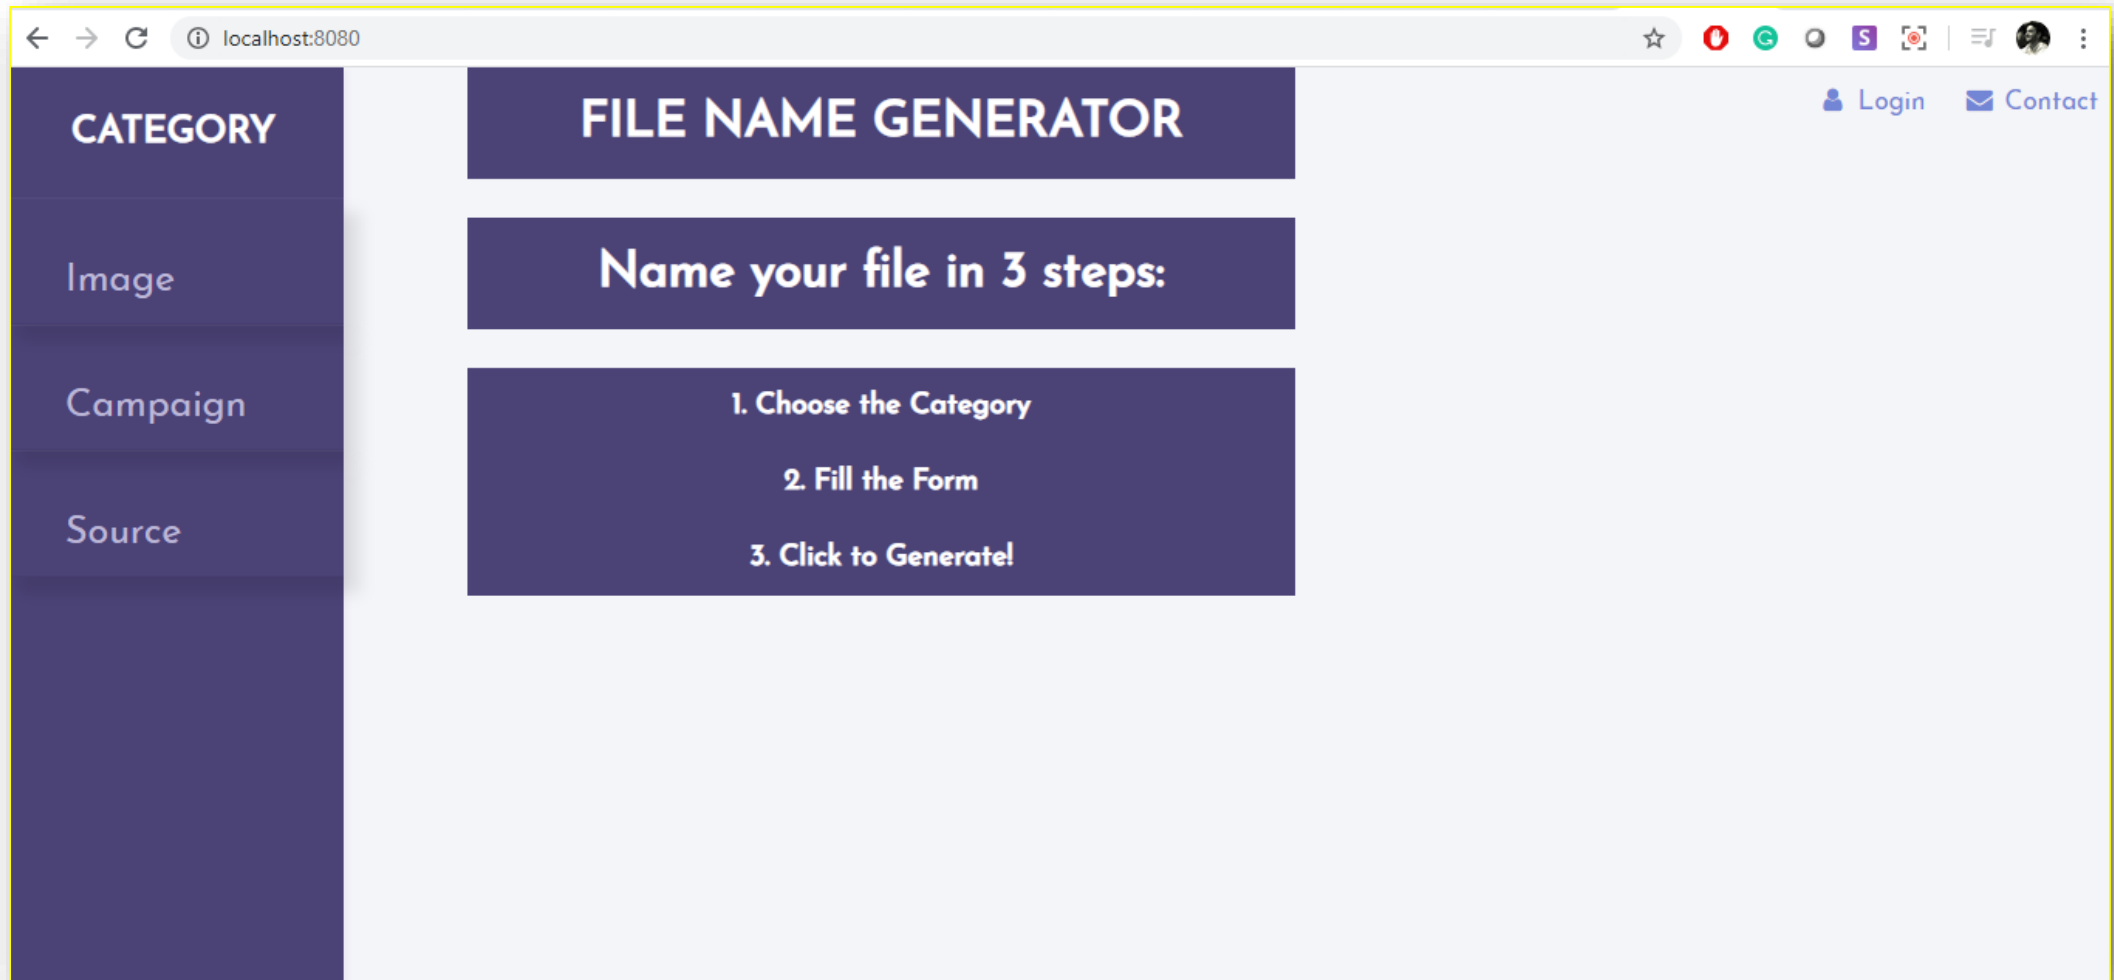 localhost:8080
CATEGORY
Image
Campaign
Source
FILE NAME GENERATOR
Name your file in 3 steps:
1. Choose the Category
2. Fill the Form
3. Click to Generate!
Login
Contact
G
S